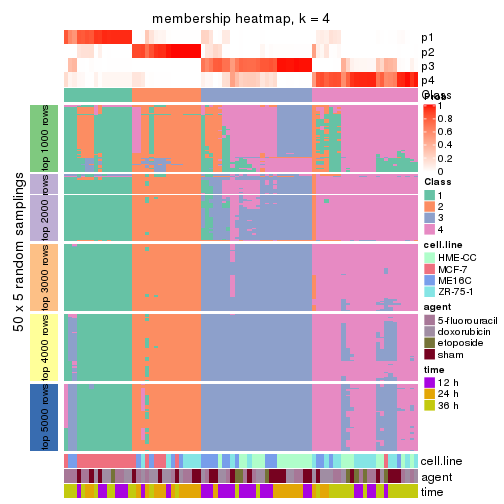 membership heatmap, k = 4
p1
p2
p3
p4
Class
Prob
1
0.8
0.6
0.4
0.2
0
Class
1
2
3
4
cell.line
HME-CC
MCF-7
ME16C
ZR-75-1
agent
5-fluorouracil
doxorubicin
etoposide
sham
time
12 h
24 h
36 h
50 x 5 random samplings
top 1000 rows
top 2000 rows
top 3000 rows
top 4000 rows
top 5000 rows
cell.line
agent
time